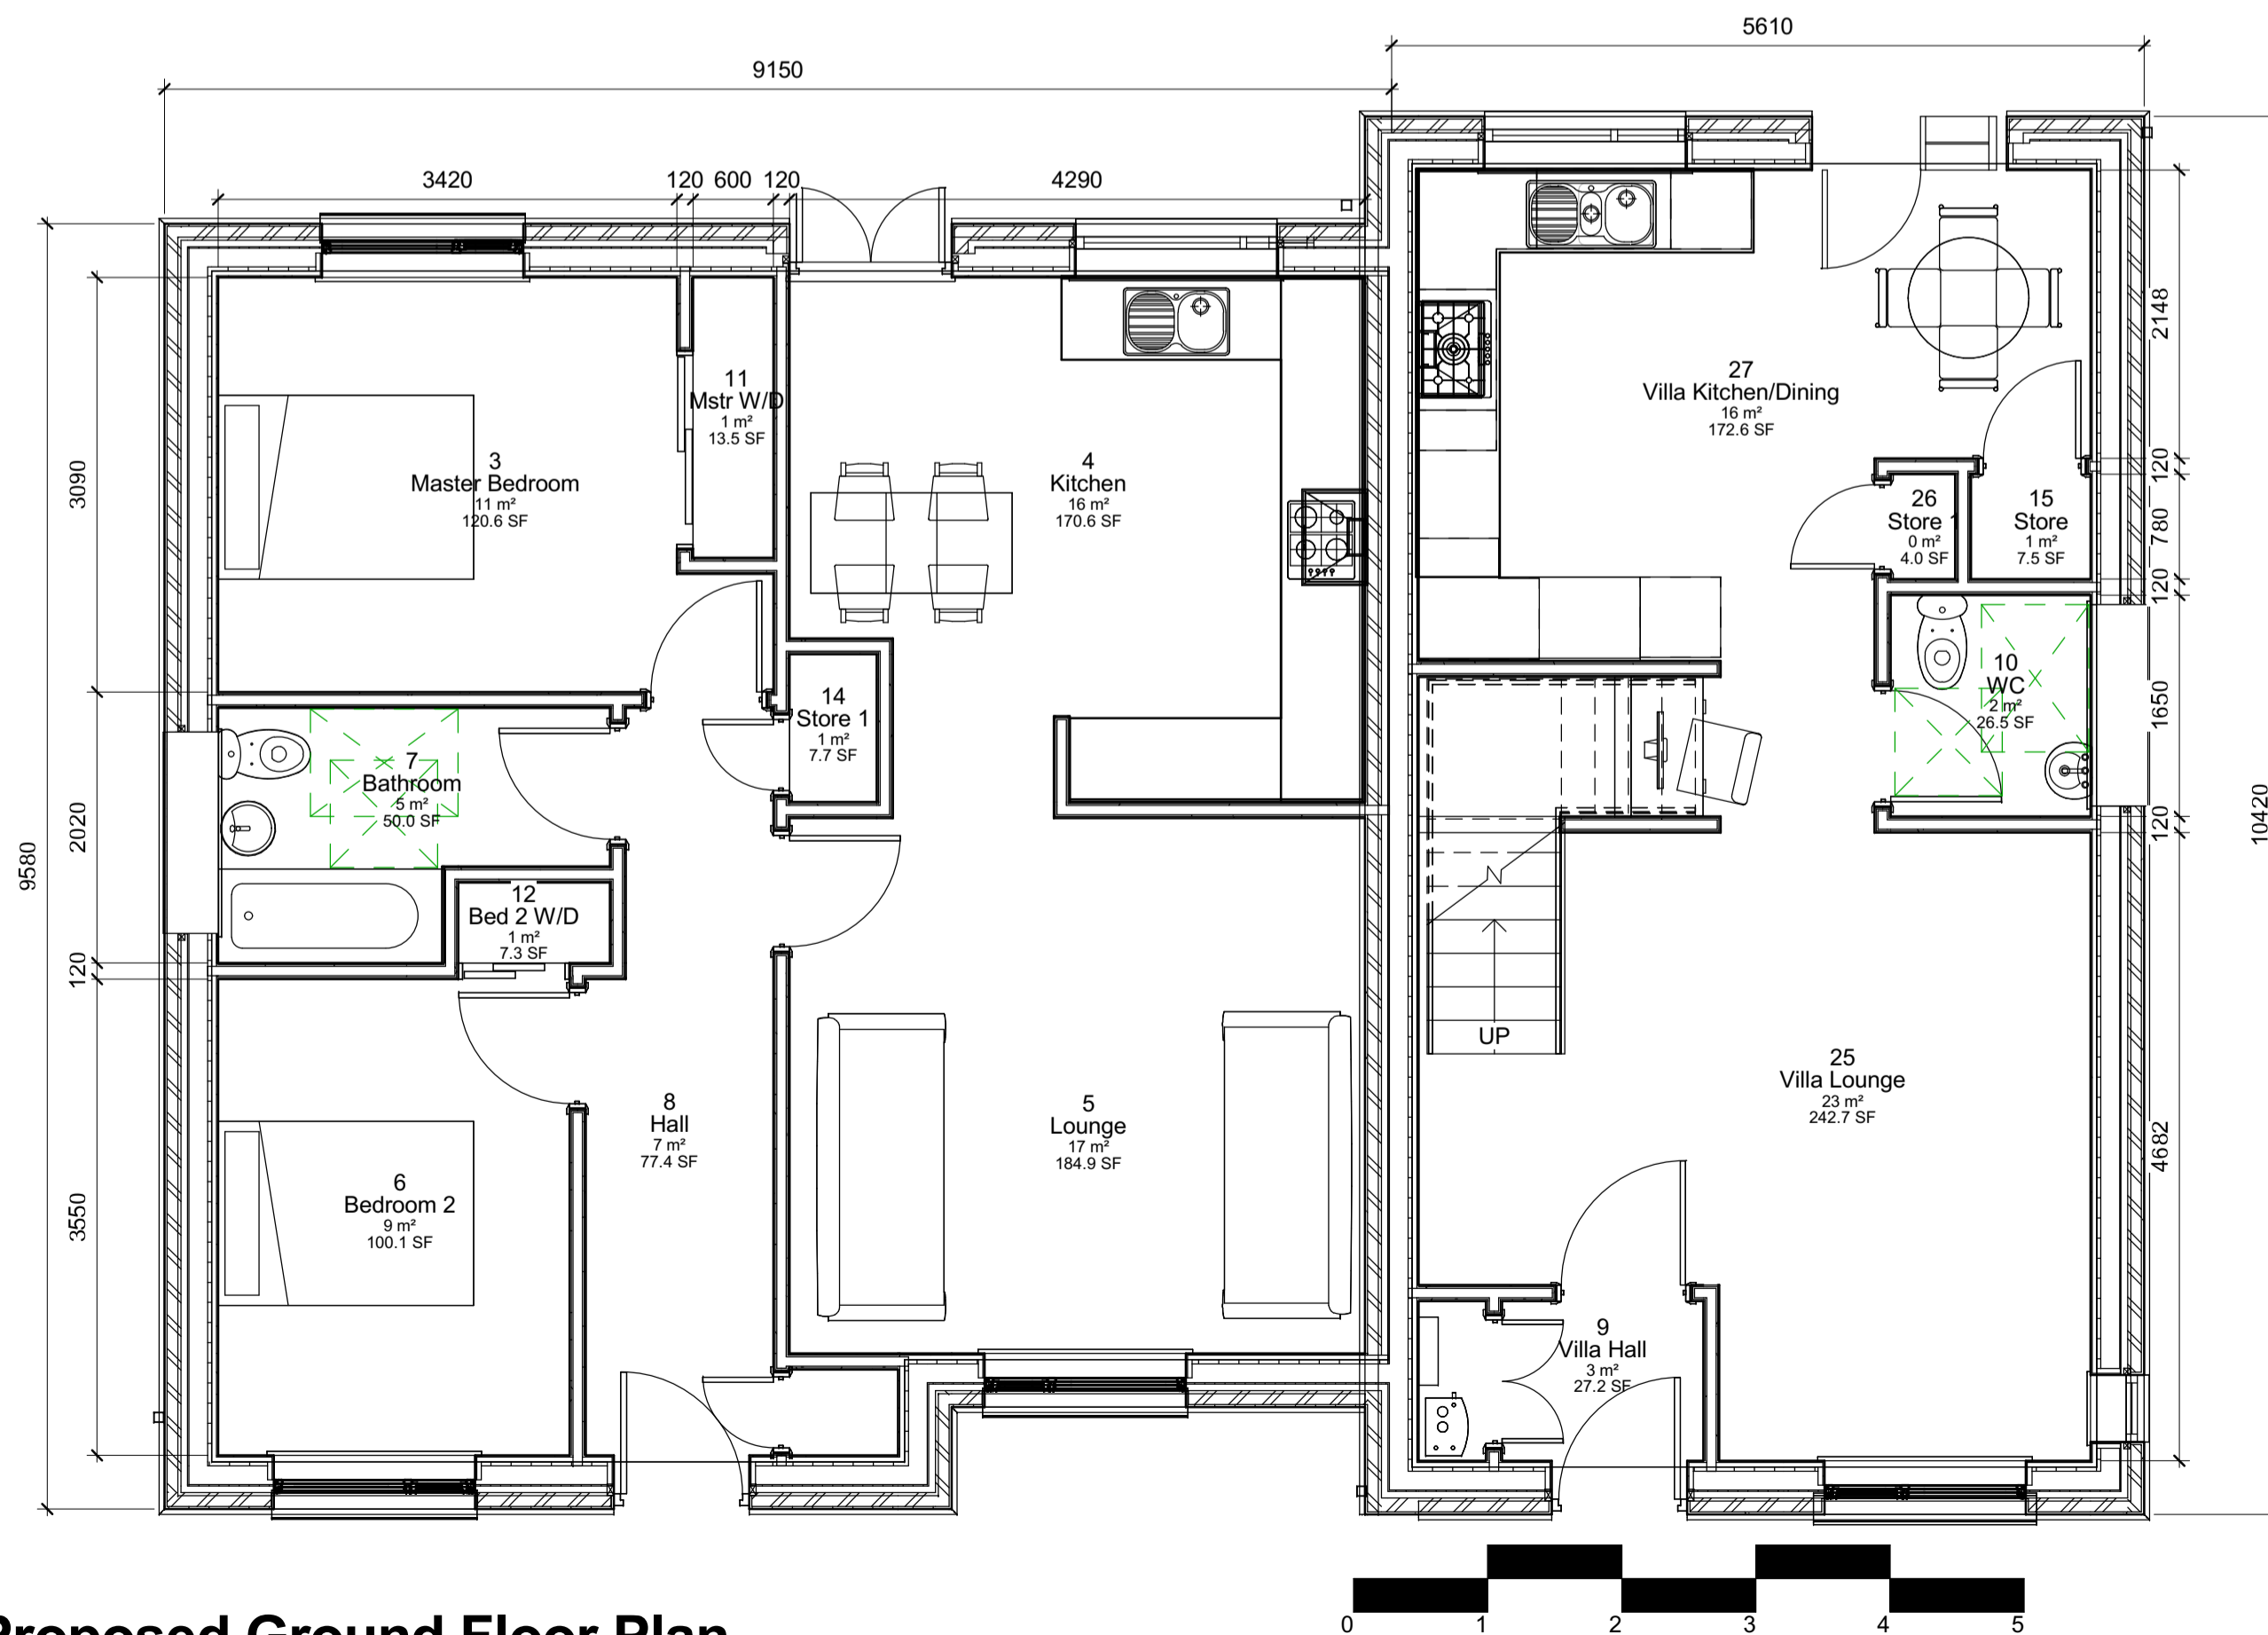 5610
9150
3420
120
600
120
4290
3
Master Bedroom
11 m²
120.6 SF
11
Mstr W/D
1 m²
13.5 SF
4
Kitchen
16 m²
170.6 SF
27
Villa Kitchen/Dining
16 m²
172.6 SF
26
Store 1
0 m²
4.0 SF
15
Store
1 m²
7.5 SF
14
Store 1
1 m²
7.7 SF
7
Bathroom
5 m²
50.0 SF
10
WC
2 m²
26.5 SF
12
Bed 2 W/D
1 m²
7.3 SF
N
UP
8
Hall
7 m²
77.4 SF
5
Lounge
17 m²
184.9 SF
25
Villa Lounge
23 m²
242.7 SF
6
Bedroom 2
9 m²
100.1 SF
9
Villa Hall
3 m²
27.2 SF
9580
3090
2020
120
3550
2148
120
780
120
1650
120
4682
10420
0 1 2 3 4 5
Proposed Ground Floor Plan